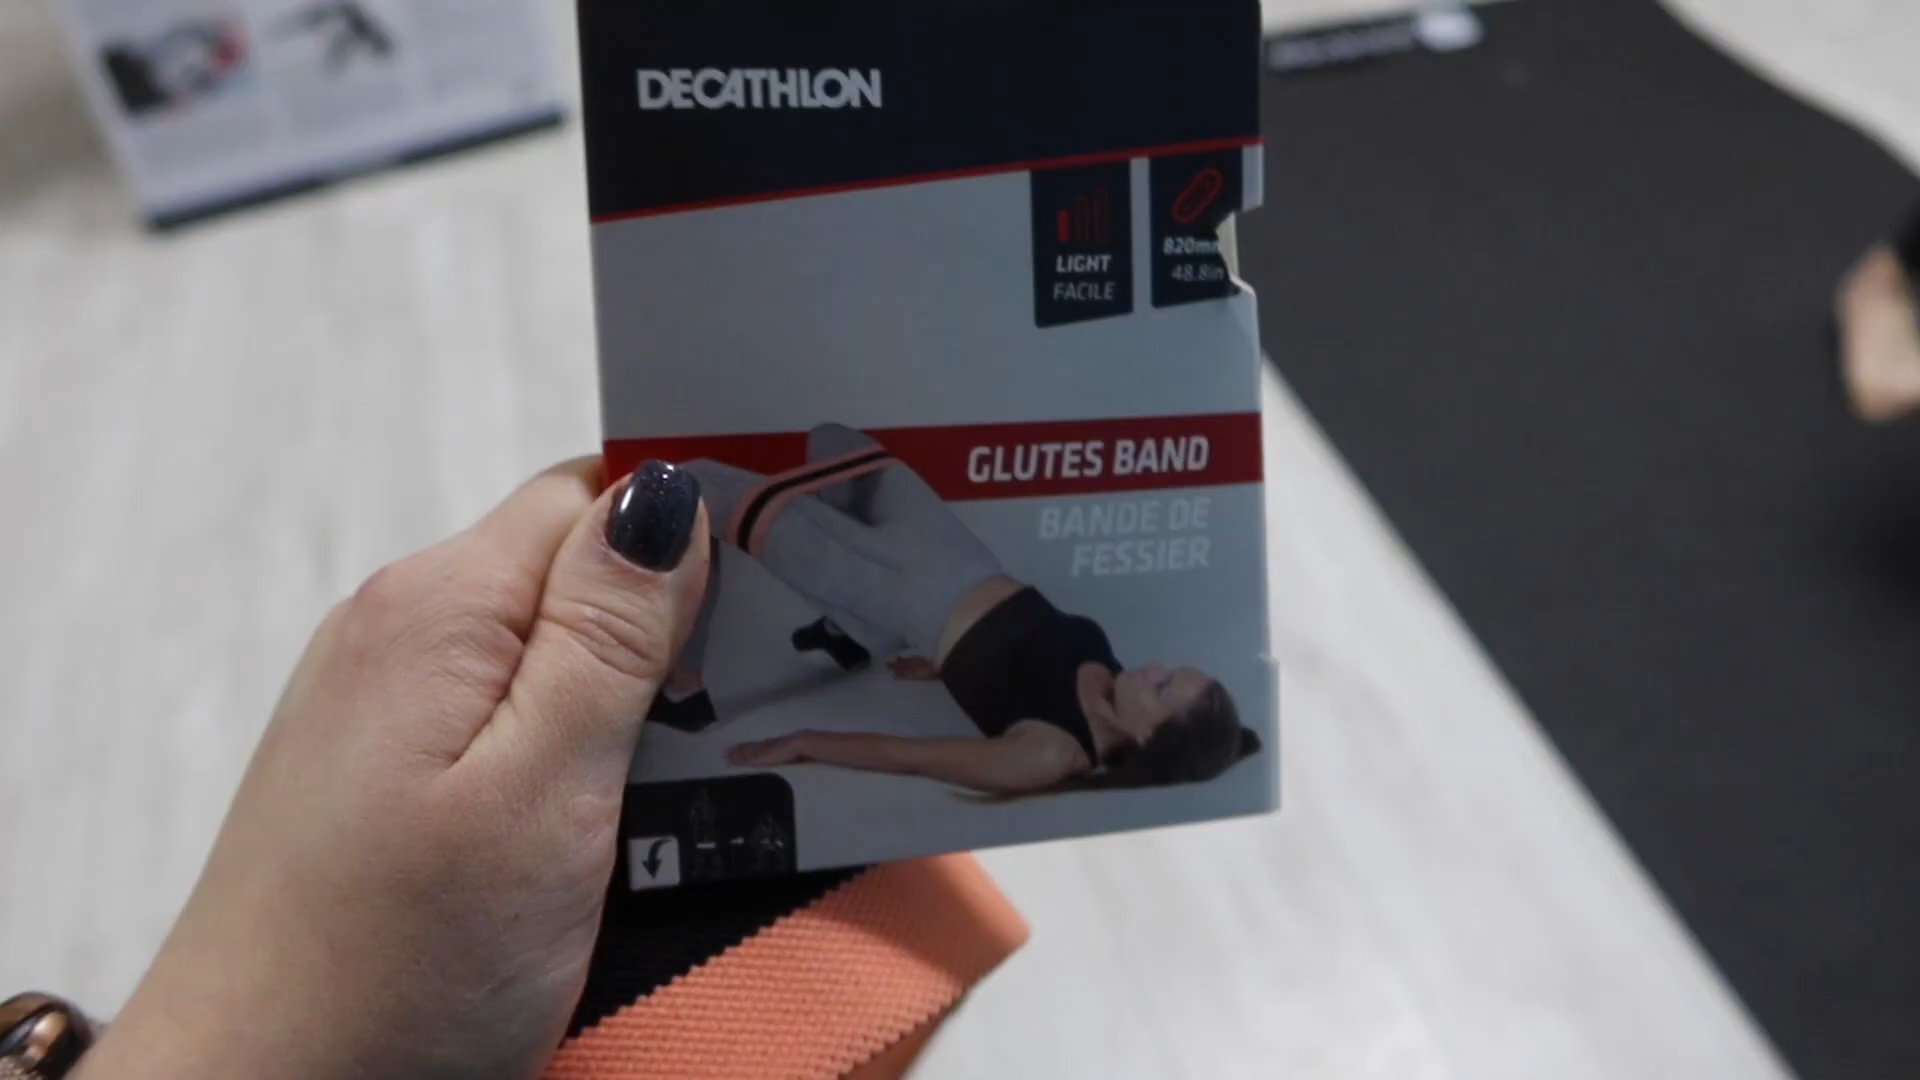 DECATHLON
LIGHT
FACILE
820mm
48.8in
GLUTES BAND
BANDE DE
FESSIER